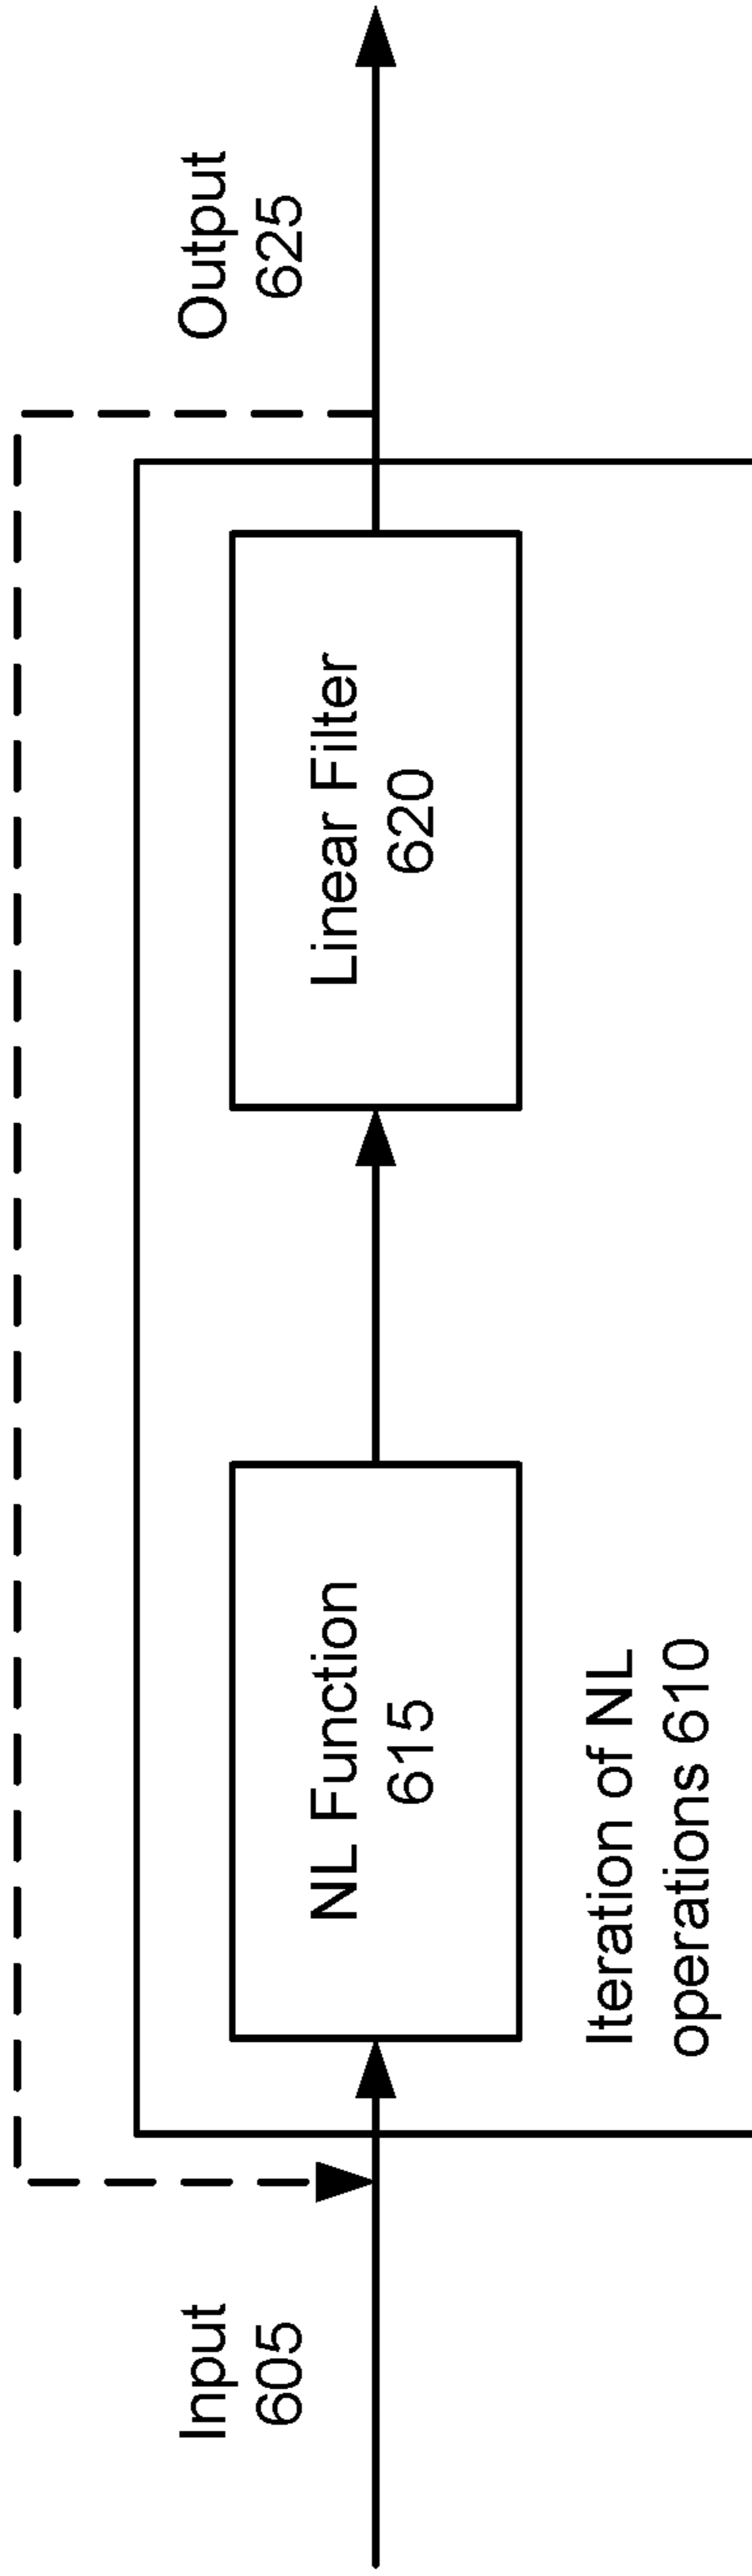 Input
605
NL Function
615
Iteration of NL
operations 610
Linear Filter
620
Output
625